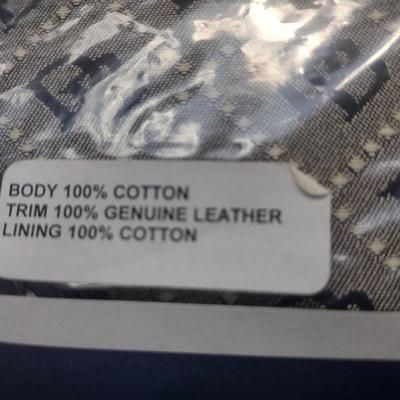 BODY 100% COTTON
TRIM 100% GENUINE LEATHER
LINING 100% COTTON